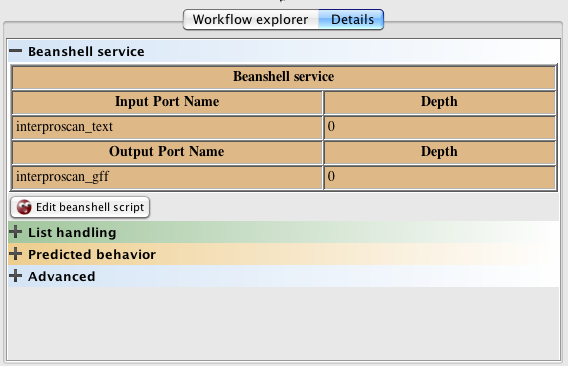 Workflow explorer Details
Beanshell service
Beanshell service
Input Port Name Depth
interproscan_text 0
Output Port Name Depth
interproscan_gff 0
Edit beanshell script
List handling
Predicted behavior
Advanced